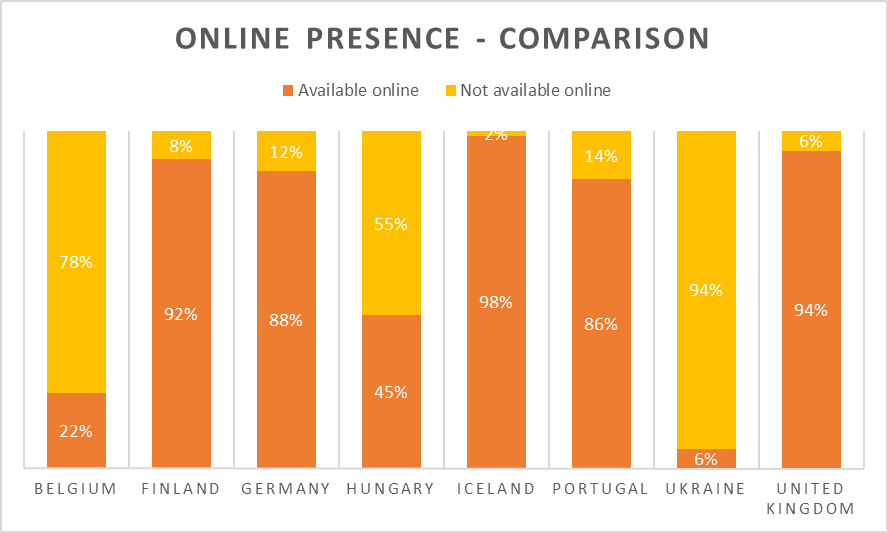 ONLINE PRESENCE - COMPARISON
Available online Not available online
8% 12% 2% 14% 6%
78% 55% 94%
92% 88% 98% 86% 94%
22% 45% 6%
BELGIUM FINLAND GERMANY HUNGARY ICELAND PORTUGAL UKRAINE UNITED
KINGDOM